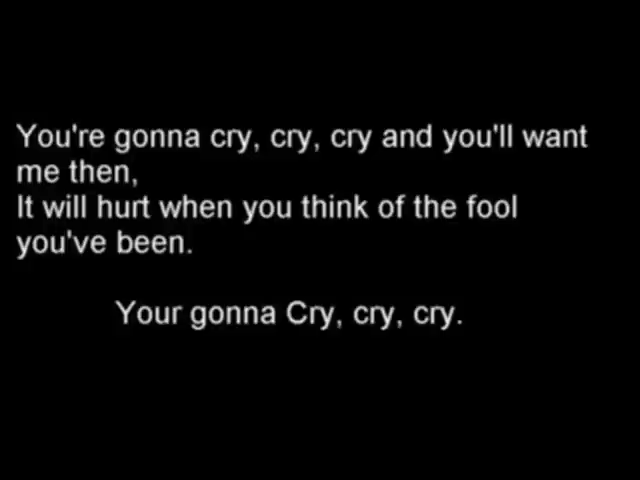 You're gonna cry, cry, cry and you'll want
me then,
It will hurt when you think of the fool
you've been.
Your gonna Cry, cry, cry.